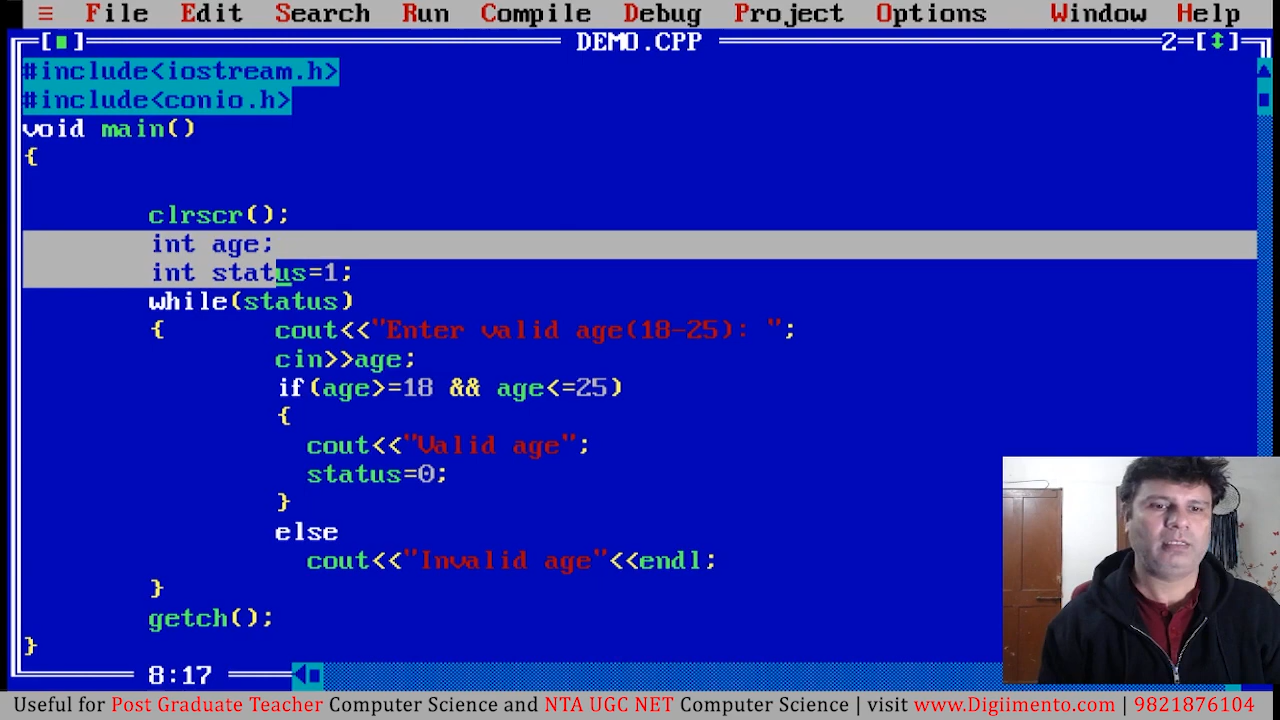 ≡ File Edit Search Run Compile Debug Project Options Window Help
[■] DEMO.CPP 2=[↕]
#include<iostream.h>
#include<conio.h>
void main()
{
clrscr();
int age;
int status=1;
while(status)
{ cout<<"Enter valid age(18-25): ";
cin>>age;
if(age>=18 && age<=25)
{
cout<<"Valid age";
status=0;
}
else
cout<<"Invalid age"<<endl;
}
getch();
}
8:17
Useful for Post Graduate Teacher Computer Science and NTA UGC NET Computer Science | visit www.Digiimento.com | 9821876104